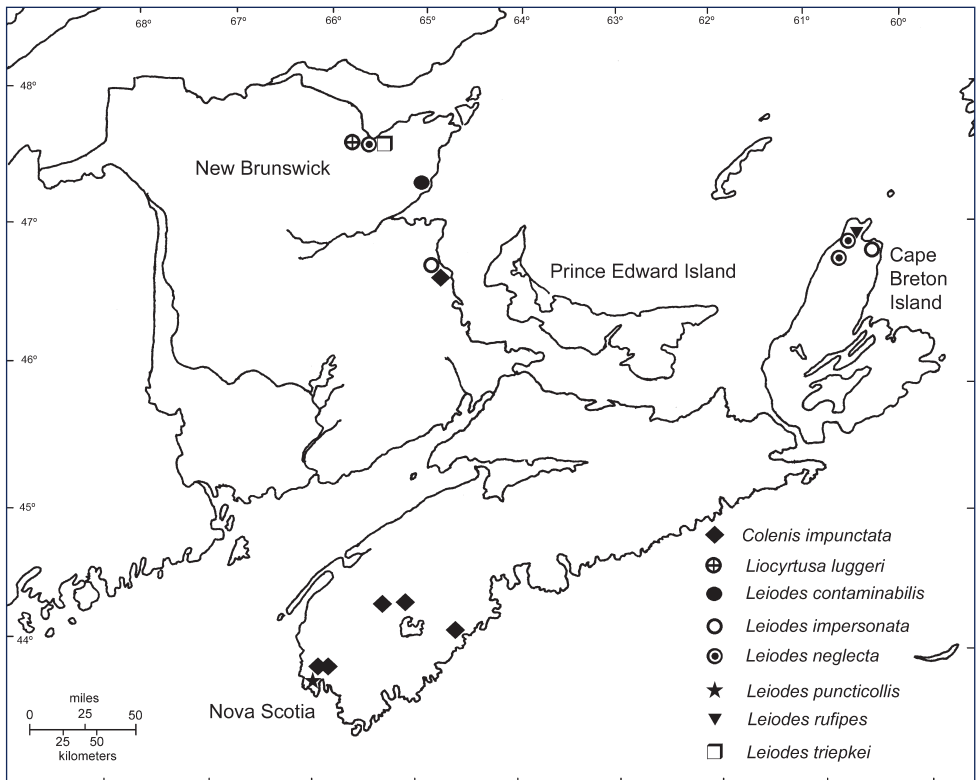 68° 67° 66° 65° 64° 63° 62° 61° 60°
48°
New Brunswick
47°
Prince Edward Island
Cape
Breton
Island
46°
45°
44°
Colenis impunctata
Liocyrtusa luggeri
Leiodes contaminabilis
Leiodes impersonata
Leiodes neglecta
Leiodes puncticollis
Leiodes rufipes
Leiodes triepkei
Nova Scotia
miles
0 25 50
25 50
kilometers